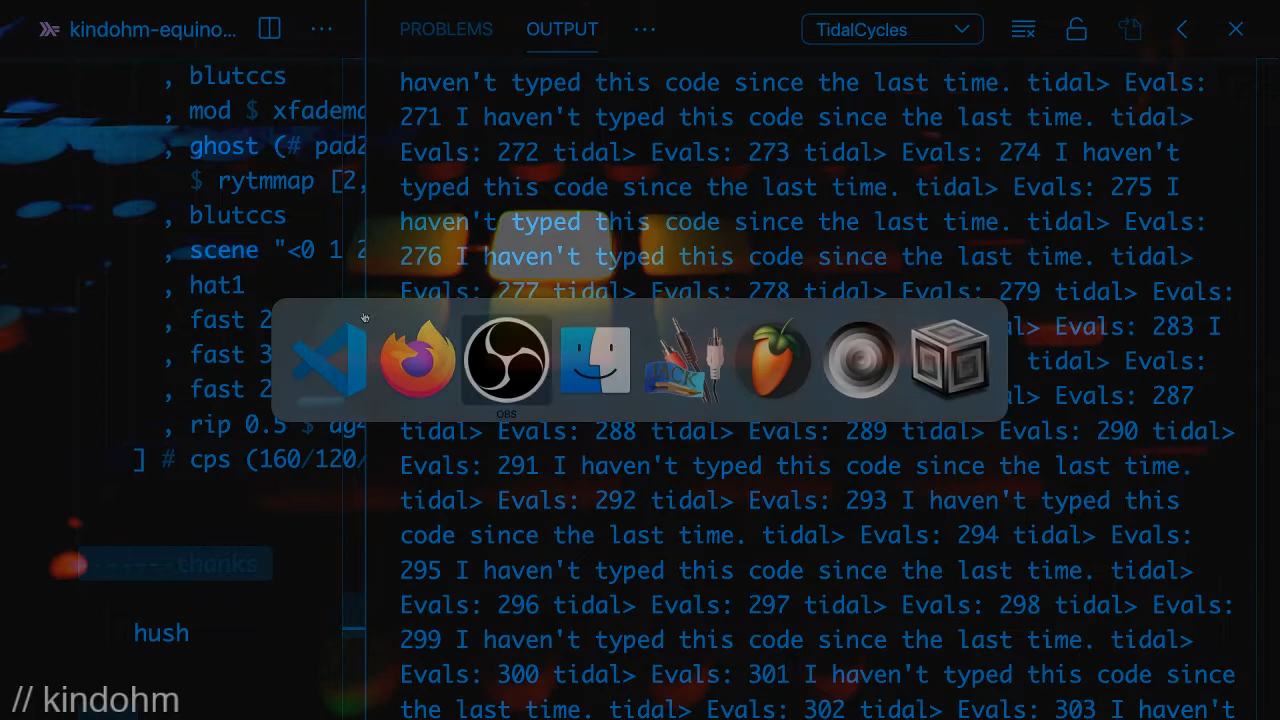 kindohm-equino...
PROBLEMS
OUTPUT
TidalCycles
, blutccs
, mod $ xfadema
, ghost (# pad2
$ rytmmap [2,
, blutccs
, scene "<0 1 2
, hat1
, fast 2
, fast 3
, fast 2
, rip 0.5 $ ag4
] # cps (160/120/
------thanks
hush
haven't typed this code since the last time. tidal> Evals:
271 I haven't typed this code since the last time. tidal>
Evals: 272 tidal> Evals: 273 tidal> Evals: 274 I haven't
typed this code since the last time. tidal> Evals: 275 I
haven't typed this code since the last time. tidal> Evals:
276 I haven't typed this code since the last time. tidal>
Evals: 277 tidal> Evals: 278 tidal> Evals: 279 tidal> Evals:
al> Evals: 283 I
tidal> Evals:
Evals: 287
tidal> Evals: 288 tidal> Evals: 289 tidal> Evals: 290 tidal>
Evals: 291 I haven't typed this code since the last time.
tidal> Evals: 292 tidal> Evals: 293 I haven't typed this
code since the last time. tidal> Evals: 294 tidal> Evals:
295 I haven't typed this code since the last time. tidal>
Evals: 296 tidal> Evals: 297 tidal> Evals: 298 tidal> Evals:
299 I haven't typed this code since the last time. tidal>
Evals: 300 tidal> Evals: 301 I haven't typed this code since
the last time. tidal> Evals: 302 tidal> Evals: 303 I haven't
JACK
OBS
// kindohm